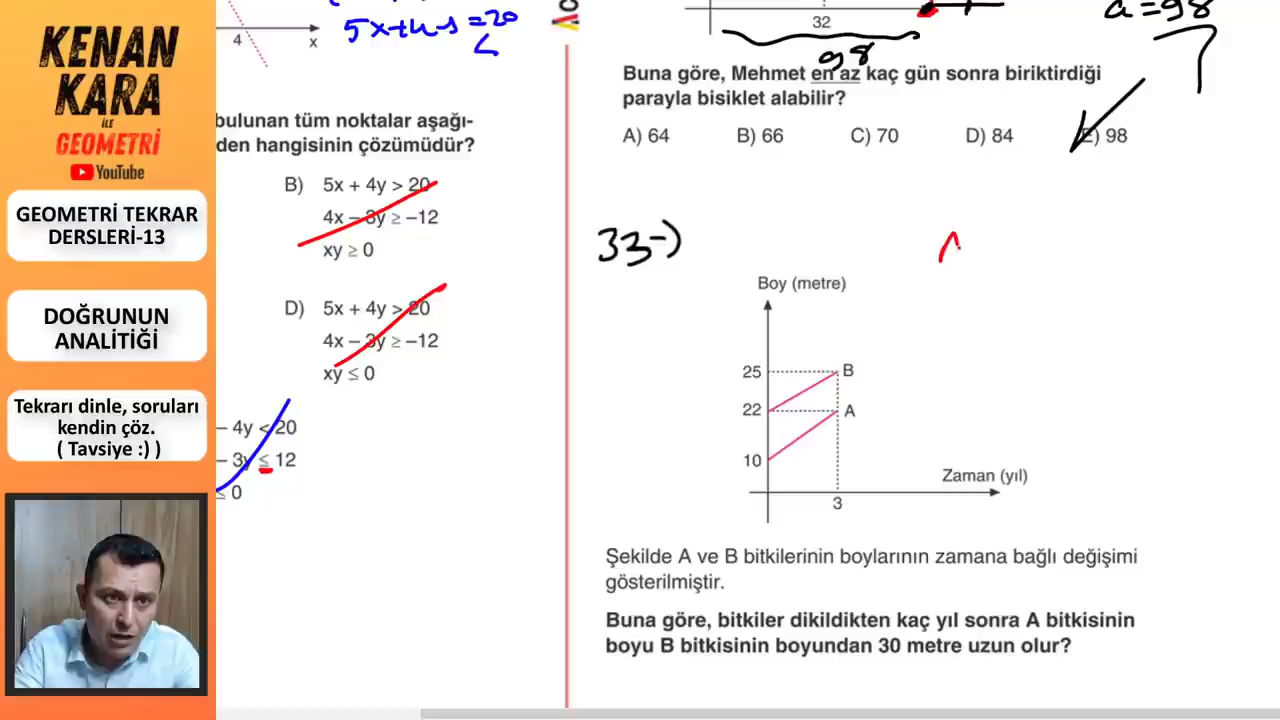 KENAN
KARA
İLE
GEOMETRİ
YouTube
GEOMETRİ TEKRAR
DERSLERİ-13
DOĞRUNUN
ANALİTİĞİ
Tekrarı dinle, soruları
kendin çöz.
( Tavsiye :) )
4
x
bulunan tüm noktalar aşağı-
den hangisinin çözümüdür?
B) 5x + 4y > 20
4x – 3y ≥ –12
xy ≥ 0
D) 5x + 4y > 20
4x – 3y ≥ –12
xy ≤ 0
– 4y < 20
– 3y ≤ 12
≤ 0
32
98
a = 98
Buna göre, Mehmet en az kaç gün sonra biriktirdiği
parayla bisiklet alabilir?
A) 64 B) 66 C) 70 D) 84 E) 98
33-)
Boy (metre)
25 B
22 A
10
Zaman (yıl)
3
Şekilde A ve B bitkilerinin boylarının zamana bağlı değişimi
gösterilmiştir.
Buna göre, bitkiler dikildikten kaç yıl sonra A bitkisinin
boyu B bitkisinin boyundan 30 metre uzun olur?